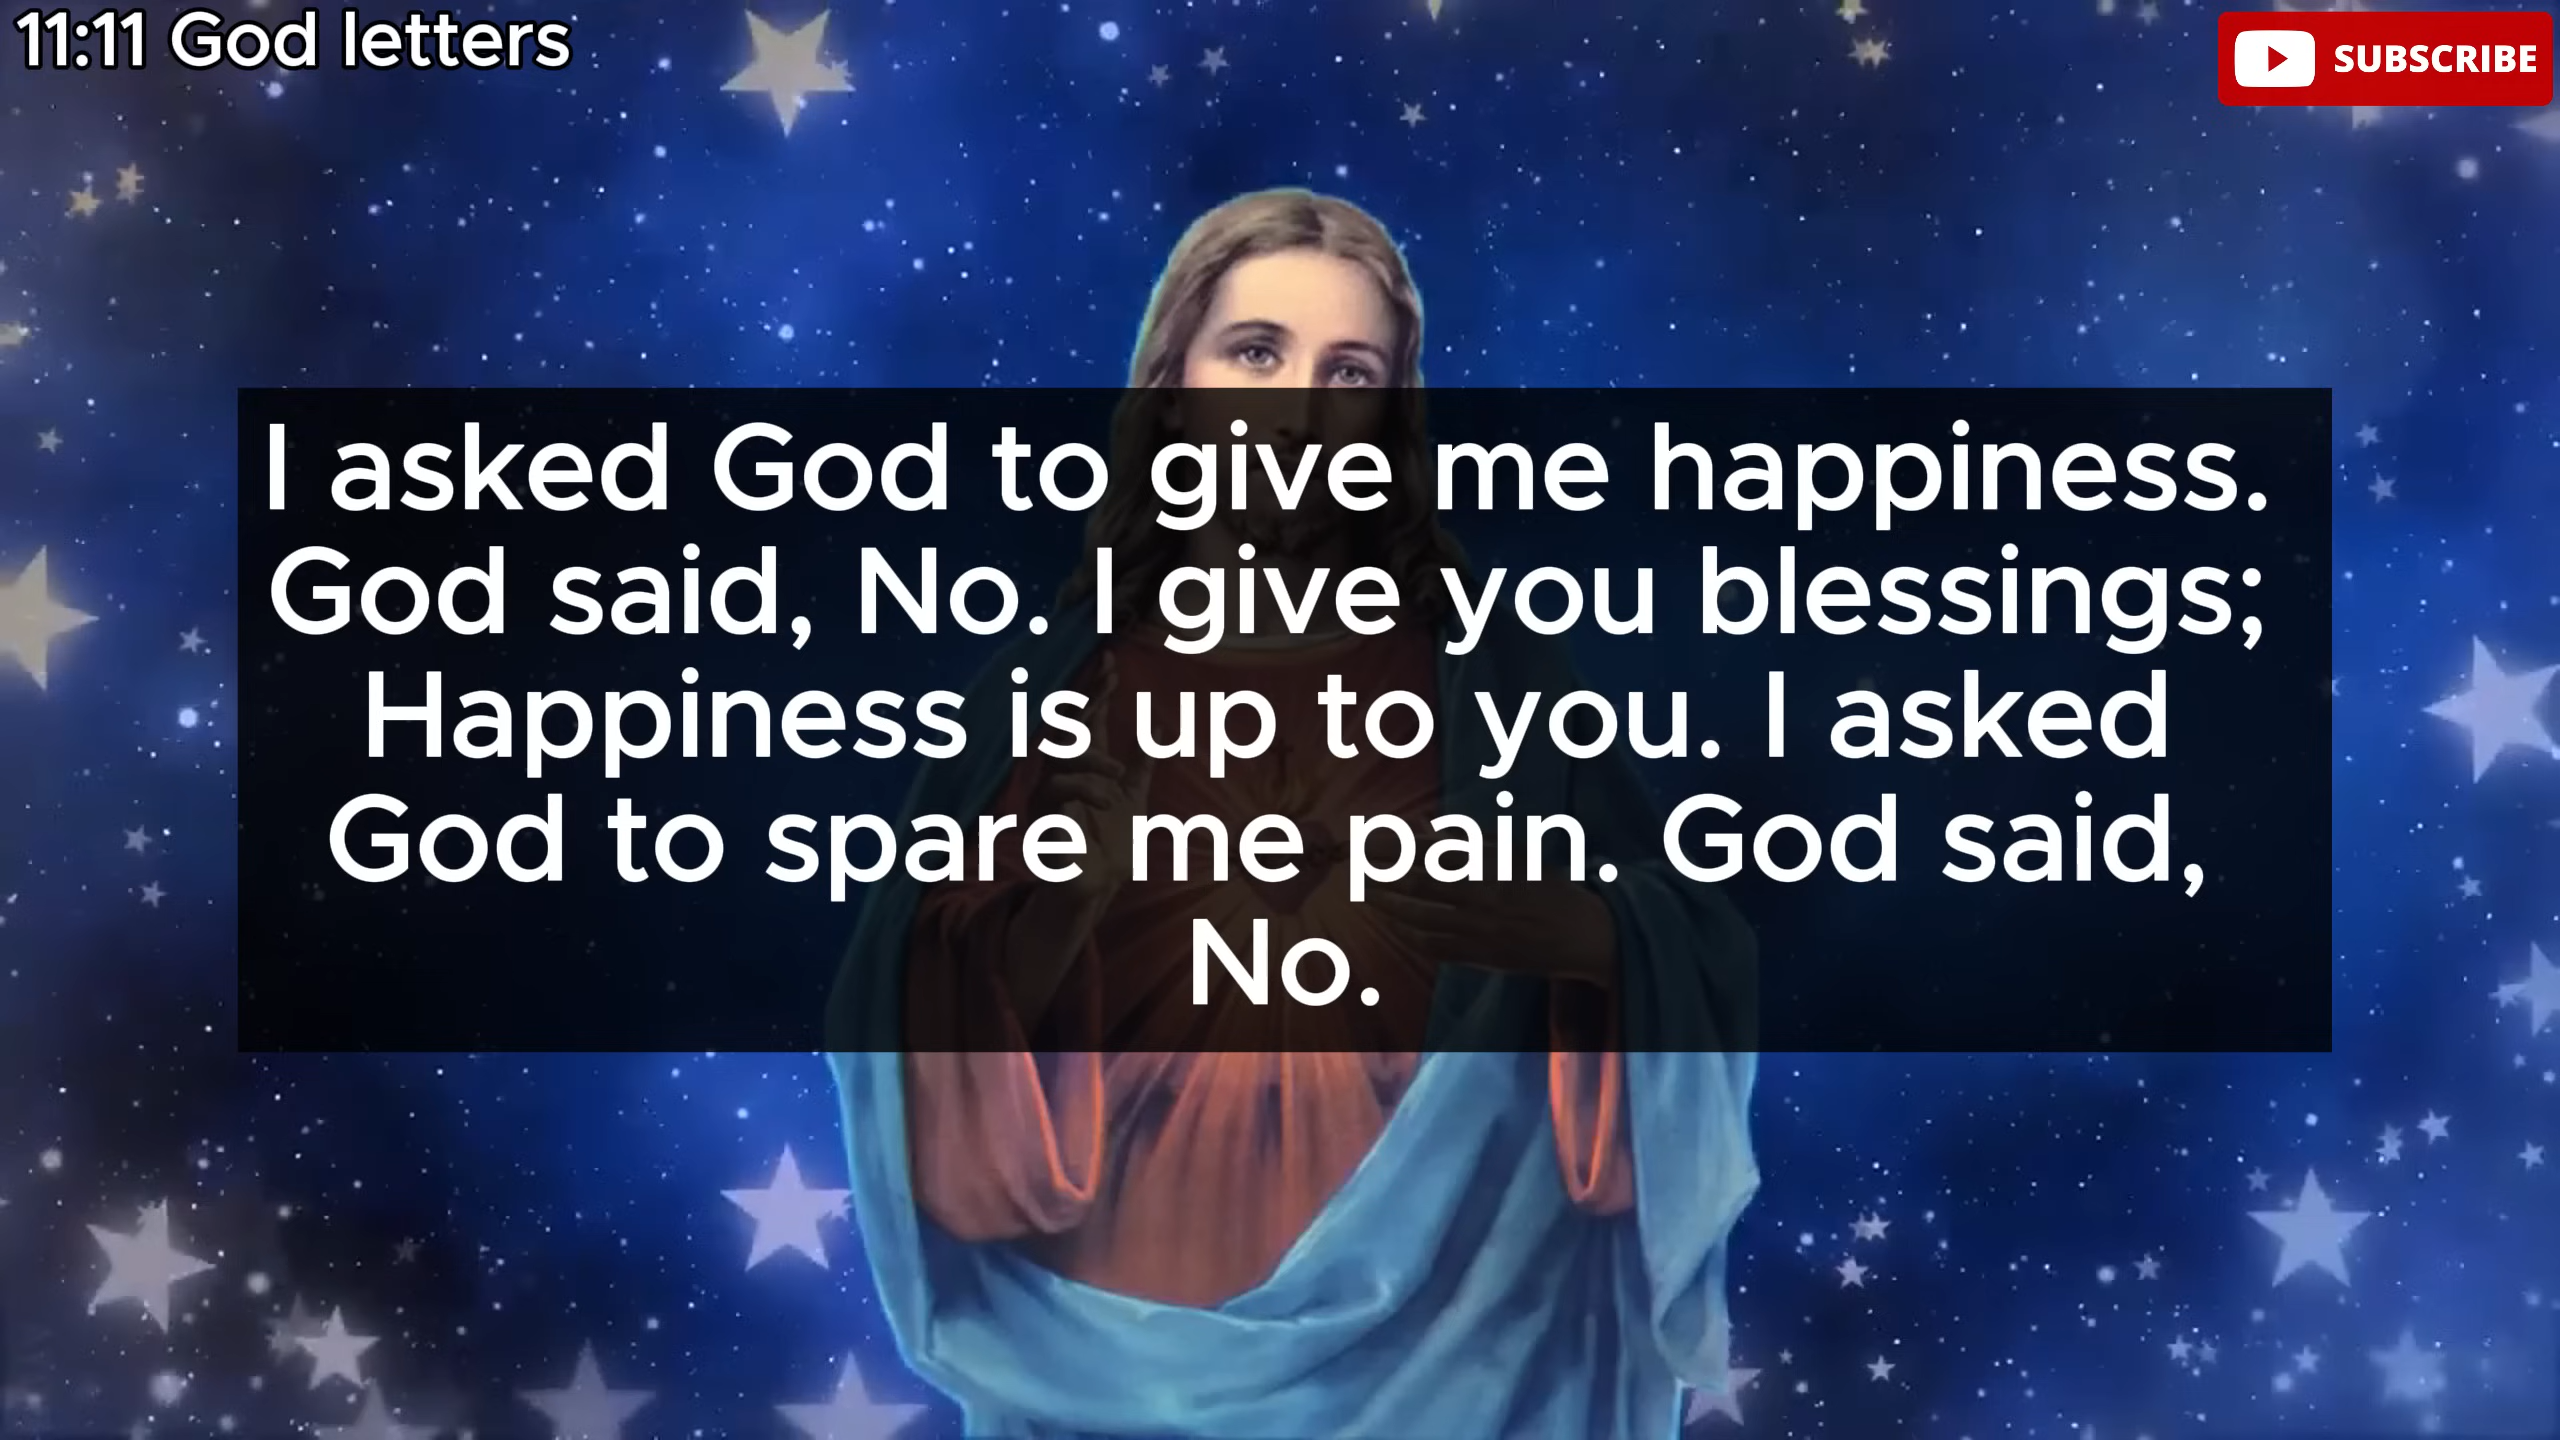 11:11 God letters
SUBSCRIBE
I asked God to give me happiness.
God said, No. I give you blessings;
Happiness is up to you. I asked
God to spare me pain. God said,
No.